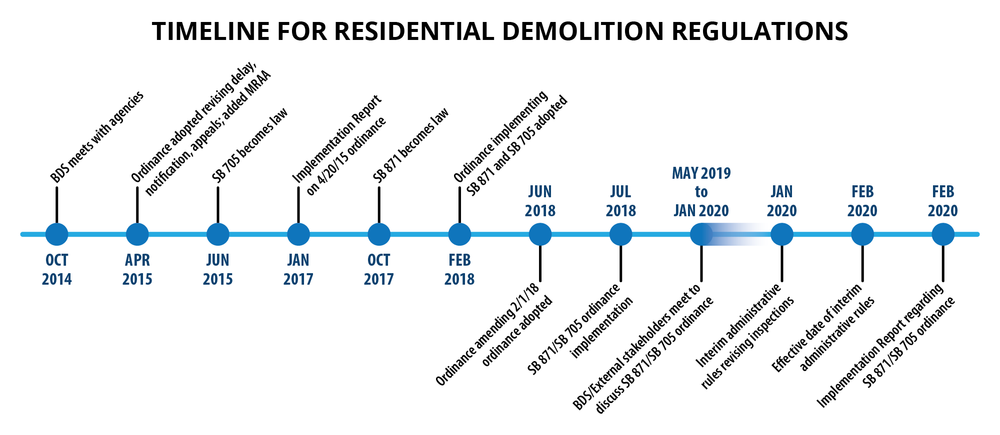 TIMELINE FOR RESIDENTIAL DEMOLITION REGULATIONS
BDS meets with agencies
OCT
2014
Ordinance adopted revising delay,
notification, appeals; added MRAA
APR
2015
SB 705 becomes law
JUN
2015
Implementation Report
on 4/20/15 ordinance
JAN
2017
SB 871 becomes law
OCT
2017
Ordinance implementing
SB 871 and SB 705 adopted
FEB
2018
JUN
2018
Ordinance amending 2/1/18
ordinance adopted
JUL
2018
SB 871/SB 705 ordinance
implementation
MAY 2019
to
JAN 2020
BDS/External stakeholders meet to
discuss SB 871/SB 705 ordinance
JAN
2020
Interim administrative
rules revising inspections
FEB
2020
Effective date of interim
administrative rules
FEB
2020
Implementation Report regarding
SB 871/SB 705 ordinance